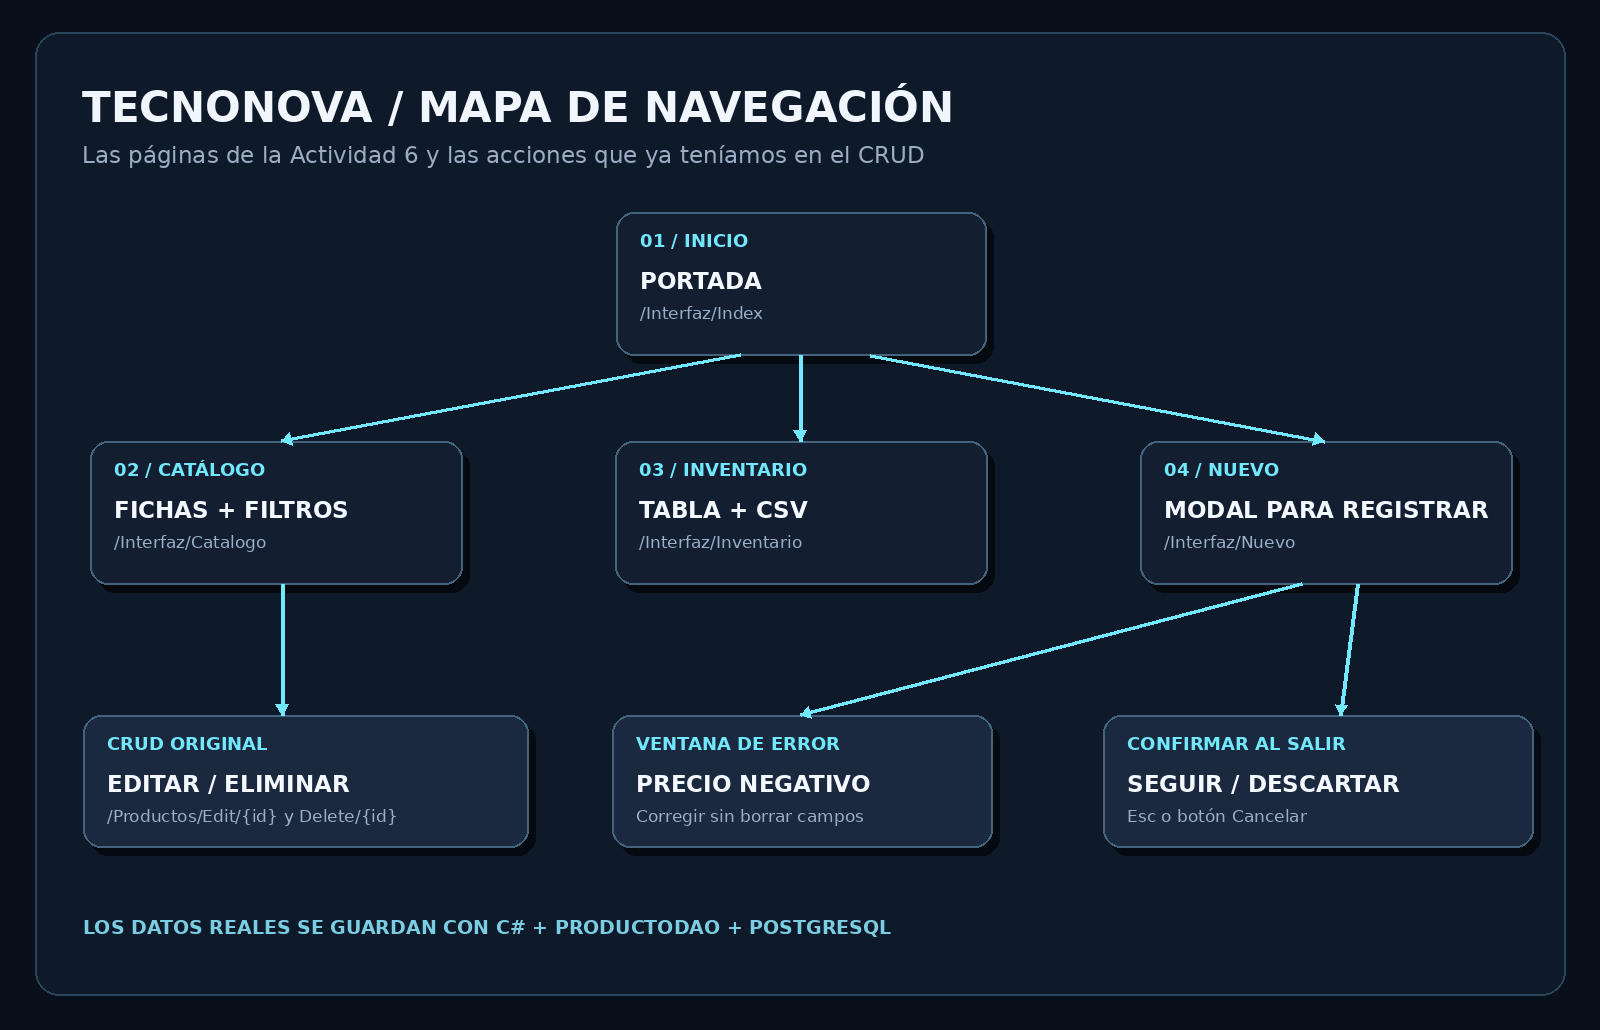 TECNONOVA / MAPA DE NAVEGACIÓN
Las páginas de la Actividad 6 y las acciones que ya teníamos en el CRUD
01 / INICIO
PORTADA
/Interfaz/Index
02 / CATÁLOGO
FICHAS + FILTROS
/Interfaz/Catalogo
03 / INVENTARIO
TABLA + CSV
/Interfaz/Inventario
04 / NUEVO
MODAL PARA REGISTRAR
/Interfaz/Nuevo
CRUD ORIGINAL
EDITAR / ELIMINAR
/Productos/Edit/{id} y Delete/{id}
VENTANA DE ERROR
PRECIO NEGATIVO
Corregir sin borrar campos
CONFIRMAR AL SALIR
SEGUIR / DESCARTAR
Esc o botón Cancelar
LOS DATOS REALES SE GUARDAN CON C# + PRODUCTODAO + POSTGRESQL